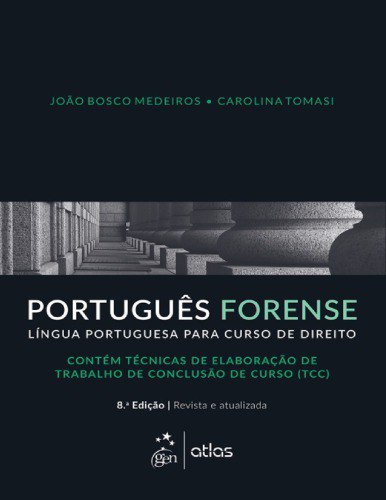 JOÃO BOSCO MEDEIROS • CAROLINA TOMASI
PORTUGUÊS FORENSE
LÍNGUA PORTUGUESA PARA CURSO DE DIREITO
CONTÉM TÉCNICAS DE ELABORAÇÃO DE
TRABALHO DE CONCLUSÃO DE CURSO (TCC)
8.ª Edição | Revista e atualizada
gen | atlas